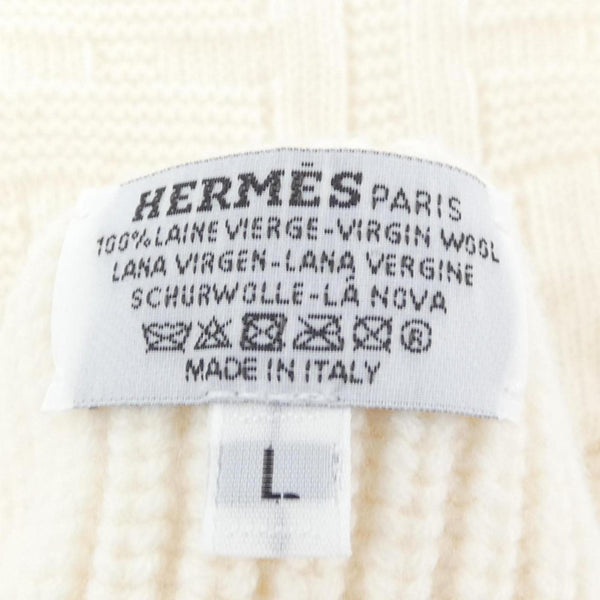 HERMÈS PARIS
100% LAINE VIERGE-VIRGIN WOOL
LANA VIRGEN-LANA VERGINE
SCHURWOLLE-LÀ NOVA
®
MADE IN ITALY
L